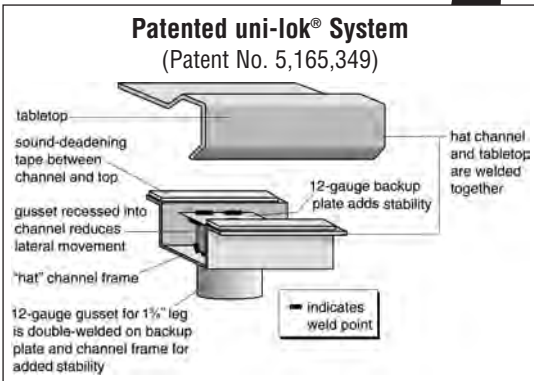 Patented uni-lok® System
(Patent No. 5,165,349)
tabletop
sound-deadening
tape between
channel and top
gusset recessed into
channel reduces
lateral movement
"hat" channel frame
12-gauge gusset for 1⅝" leg
is double-welded on backup
plate and channel frame for
added stability
12-gauge backup
plate adds stability
hat channel
and tabletop
are welded
together
indicates
weld point